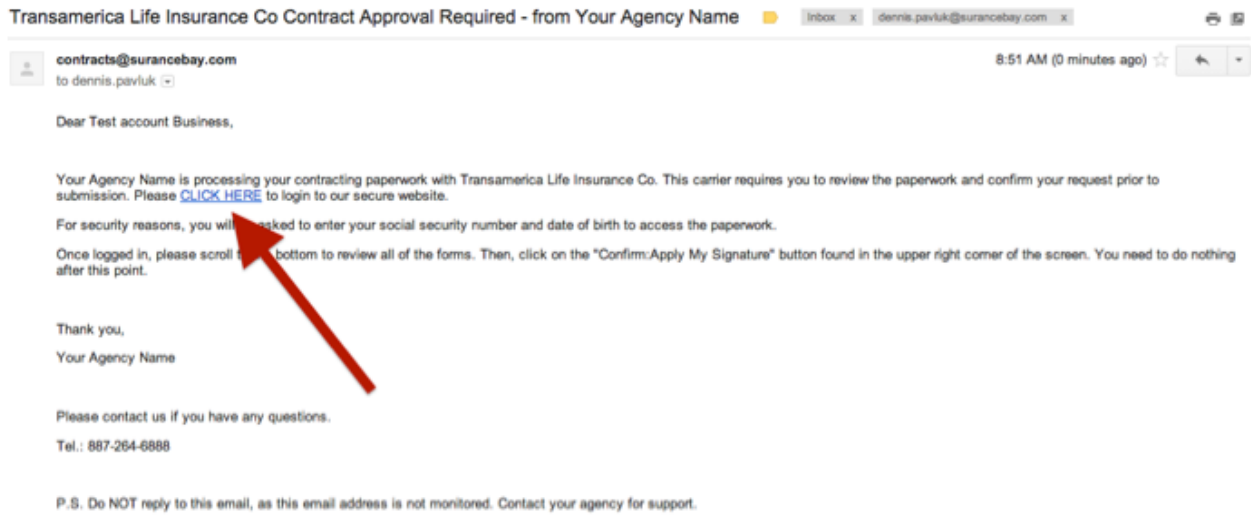 Transamerica Life Insurance Co Contract Approval Required - from Your Agency Name Inbox x dennis.pavluk@surancebay.com x
contracts@surancebay.com 8:51 AM (0 minutes ago)
to dennis.pavluk
Dear Test account Business,
Your Agency Name is processing your contracting paperwork with Transamerica Life Insurance Co. This carrier requires you to review the paperwork and confirm your request prior to
submission. Please CLICK HERE to login to our secure website.
For security reasons, you will asked to enter your social security number and date of birth to access the paperwork.
Once logged in, please scroll bottom to review all of the forms. Then, click on the "Confirm:Apply My Signature" button found in the upper right corner of the screen. You need to do nothing
after this point.
Thank you,
Your Agency Name
Please contact us if you have any questions.
Tel.: 887-264-6888
P.S. Do NOT reply to this email, as this email address is not monitored. Contact your agency for support.